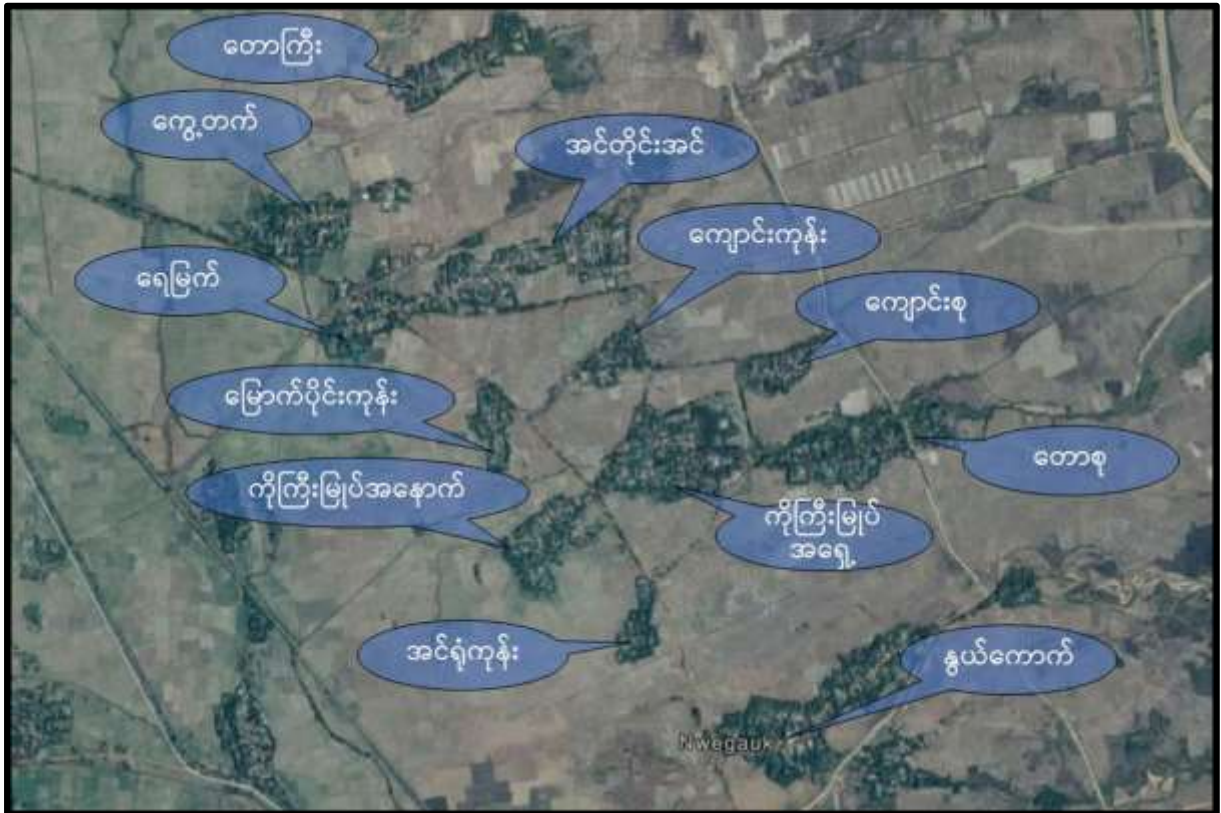 တောကြီး
ကွေ့တက်
အင်တိုင်းအင်
ကျောင်းကုန်း
ရေမြက်
ကျောင်းစု
မြောက်ပိုင်းကုန်း
တောစု
ကိုကြီးမြုပ်အနောက်
ကိုကြီးမြုပ်
အရှေ့
အင်ရုံကုန်း
နွယ်ကောက်
Nwegauk